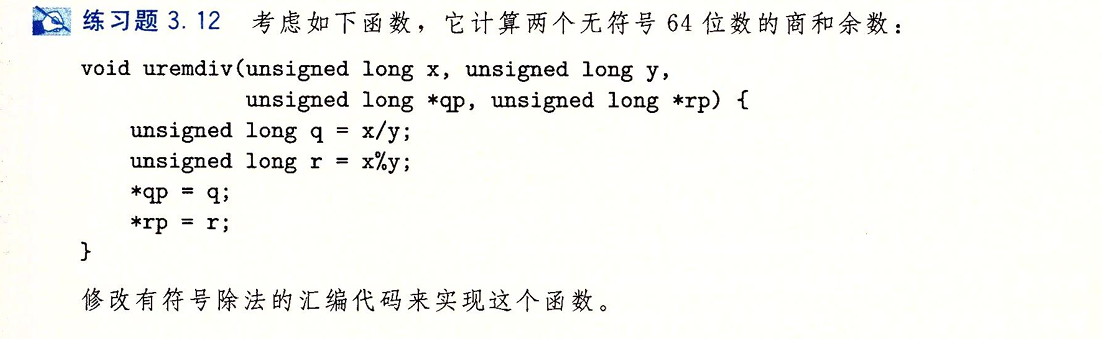 练习题 3.12 考虑如下函数，它计算两个无符号 64 位数的商和余数：
void uremdiv(unsigned long x, unsigned long y,
unsigned long *qp, unsigned long *rp) {
unsigned long q = x/y;
unsigned long r = x%y;
*qp = q;
*rp = r;
}
修改有符号除法的汇编代码来实现这个函数。